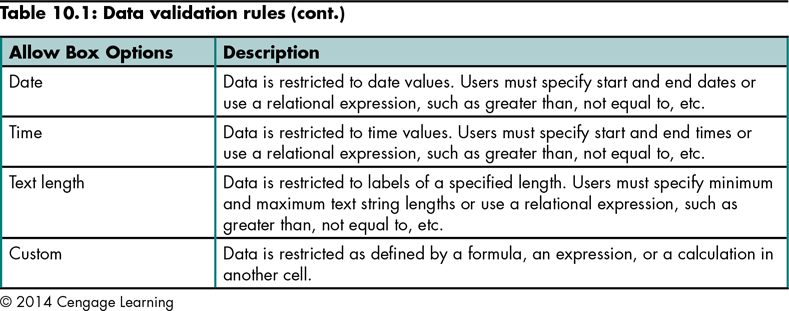 Table 10.1: Data validation rules (cont.)
Allow Box Options Description
Date Data is restricted to date values. Users must specify start and end dates or
use a relational expression, such as greater than, not equal to, etc.
Time Data is restricted to time values. Users must specify start and end times or
use a relational expression, such as greater than, not equal to, etc.
Text length Data is restricted to labels of a specified length. Users must specify minimum
and maximum text string lengths or use a relational expression, such as
greater than, not equal to, etc.
Custom Data is restricted as defined by a formula, an expression, or a calculation in
another cell.
© 2014 Cengage Learning